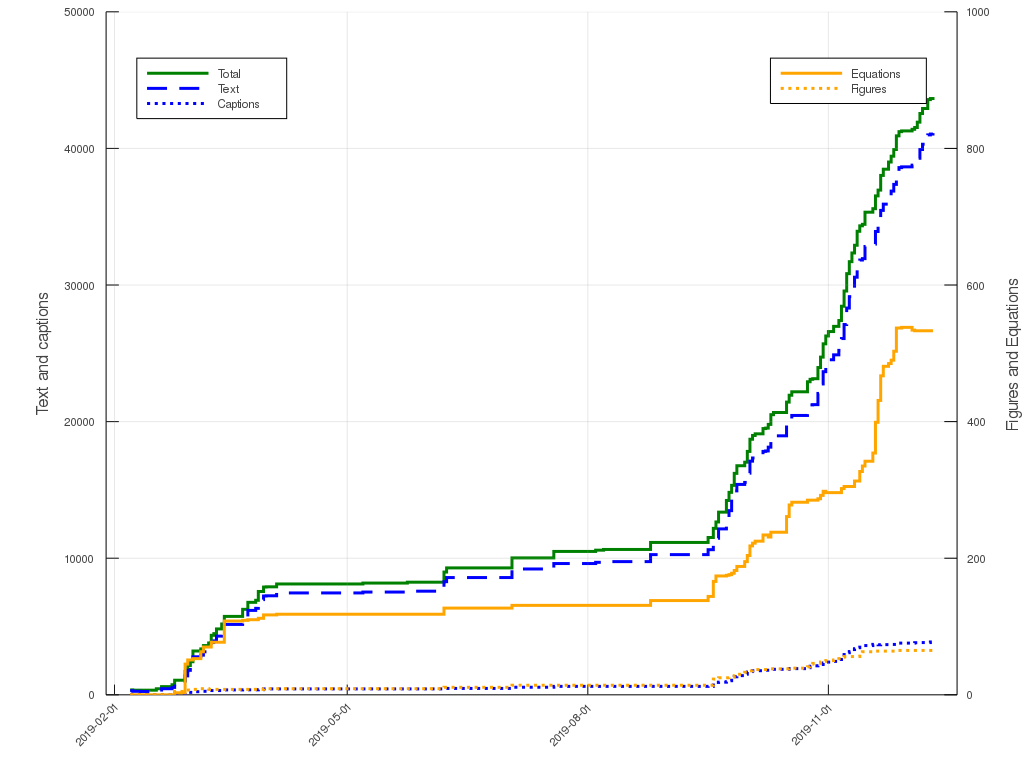 50000
1000
Total
Text
Captions
Equations
Figures
40000
800
30000
600
Text and captions
Figures and Equations
20000
400
10000
200
0
0
2019-02-01
2019-05-01
2019-08-01
2019-11-01